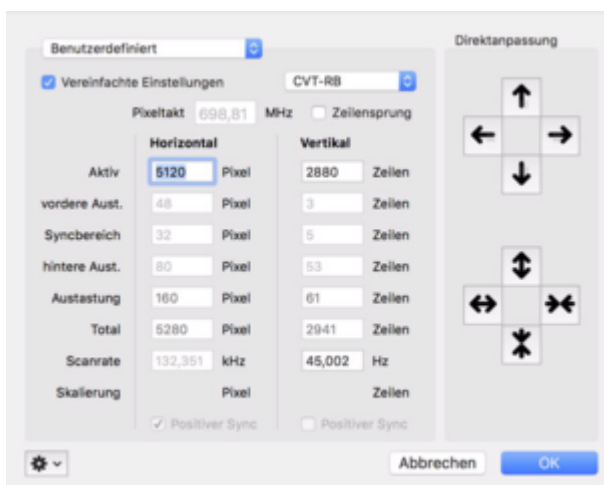 Benutzerdefiniert
Direktanpassung
Vereinfachte Einstellungen CVT-RB
Pixeltakt 698,81 MHz Zeilensprung
Horizontal Vertikal
Aktiv 5120 Pixel 2880 Zeilen
vordere Aust. 48 Pixel 3 Zeilen
Syncbereich 32 Pixel 5 Zeilen
hintere Aust. 80 Pixel 53 Zeilen
Austastung 160 Pixel 61 Zeilen
Total 5280 Pixel 2941 Zeilen
Scanrate 132,351 kHz 45,002 Hz
Skalierung Pixel Zeilen
Positiver Sync Positiver Sync
Abbrechen OK